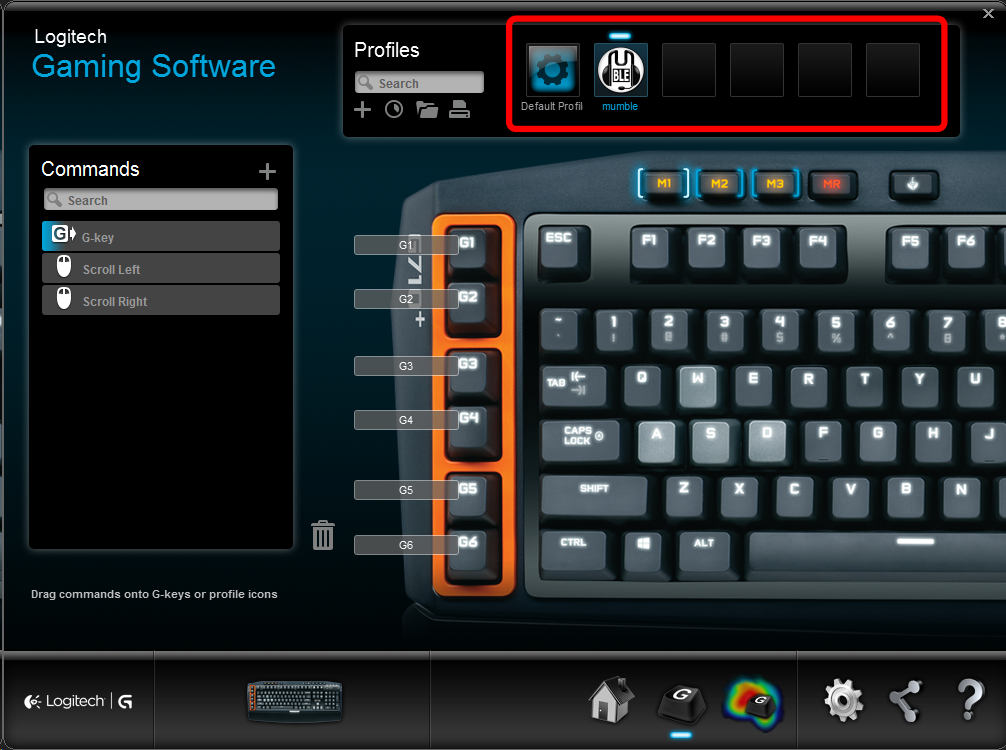 Logitech
Gaming Software
Profiles
Search
Default Profil
BLE
mumble
Commands
Search
G-key
Scroll Left
Scroll Right
Drag commands onto G-keys or profile icons
M1 M2 M3 MR
G1 G1
G2 G2
G3 G3
G4 G4
G5 G5
G6 G6
ESC F1 F2 F3 F4 F5 F6
~ 1 2 3 4 5 6 7 8
` ! @ # $ % ^ &
TAB Q W E R T Y U
CAPS LOCK A S D F G H J
SHIFT Z X C V B N
CTRL ALT
Logitech | G
G
G
?